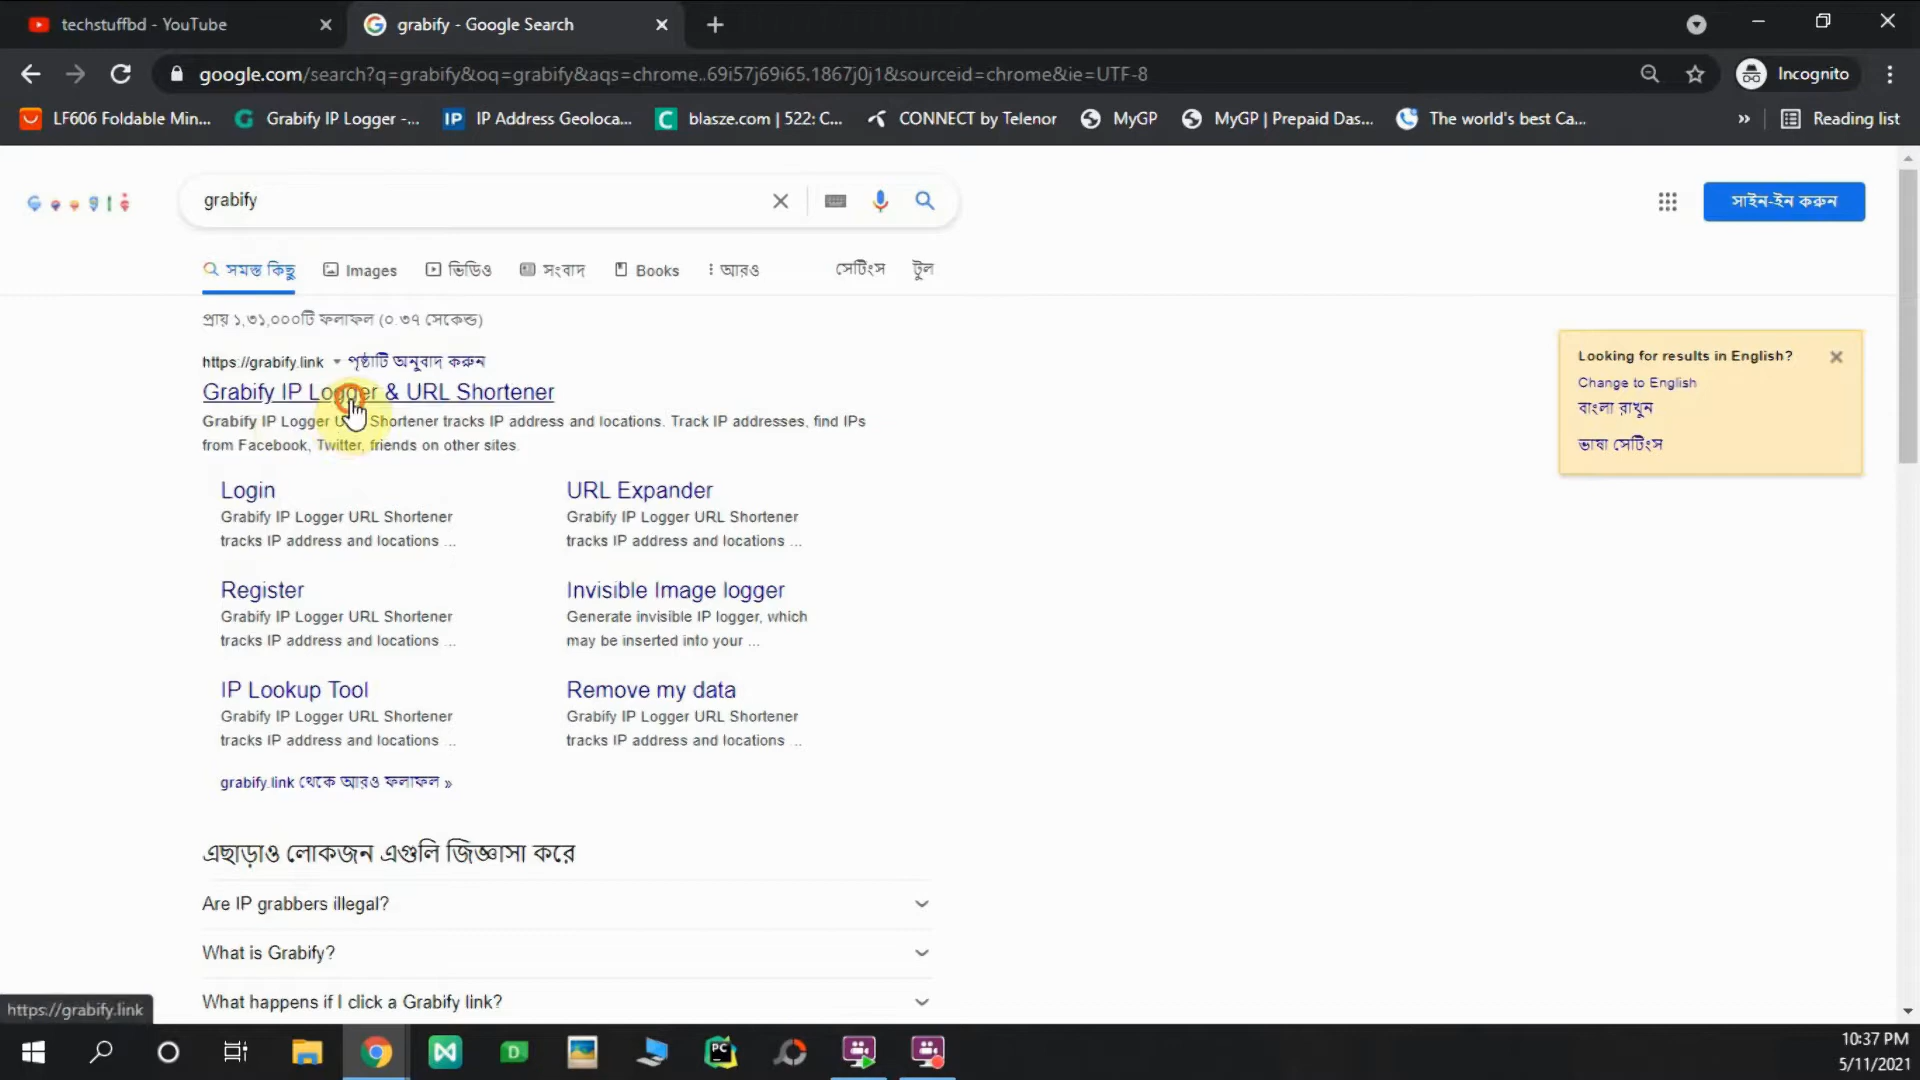 techstuffbd - YouTube
grabify - Google Search
google.com/search?q=grabify&oq=grabify&aqs=chrome..69i57j69i65.1867j0j1&sourceid=chrome&ie=UTF-8
Incognito
LF606 Foldable Min...
Grabify IP Logger -...
IP Address Geoloca...
blasze.com | 522: C...
CONNECT by Telenor
MyGP
MyGP | Prepaid Das...
The world's best Ca...
»
Reading list
grabify
সাইন-ইন করুন
সমস্ত কিছু
Images
ভিডিও
সংবাদ
Books
আরও
সেটিংস
টুল
প্রায় ১,৩১,০০০টি ফলাফল (০.৩৭ সেকেন্ড)
https://grabify.link
পৃষ্ঠাটি অনুবাদ করুন
Grabify IP Logger & URL Shortener
Grabify IP Logger URL Shortener tracks IP address and locations. Track IP addresses, find IPs
from Facebook, Twitter, friends on other sites.
Looking for results in English?
Change to English
বাংলা রাখুন
ভাষা সেটিংস
Login
Grabify IP Logger URL Shortener
tracks IP address and locations ...
URL Expander
Grabify IP Logger URL Shortener
tracks IP address and locations ...
Register
Grabify IP Logger URL Shortener
tracks IP address and locations ...
Invisible Image logger
Generate invisible IP logger, which
may be inserted into your ...
IP Lookup Tool
Grabify IP Logger URL Shortener
tracks IP address and locations ...
Remove my data
Grabify IP Logger URL Shortener
tracks IP address and locations ...
grabify.link থেকে আরও ফলাফল »
এছাড়াও লোকজন এগুলি জিজ্ঞাসা করে
Are IP grabbers illegal?
What is Grabify?
What happens if I click a Grabify link?
https://grabify.link
10:37 PM
5/11/2021